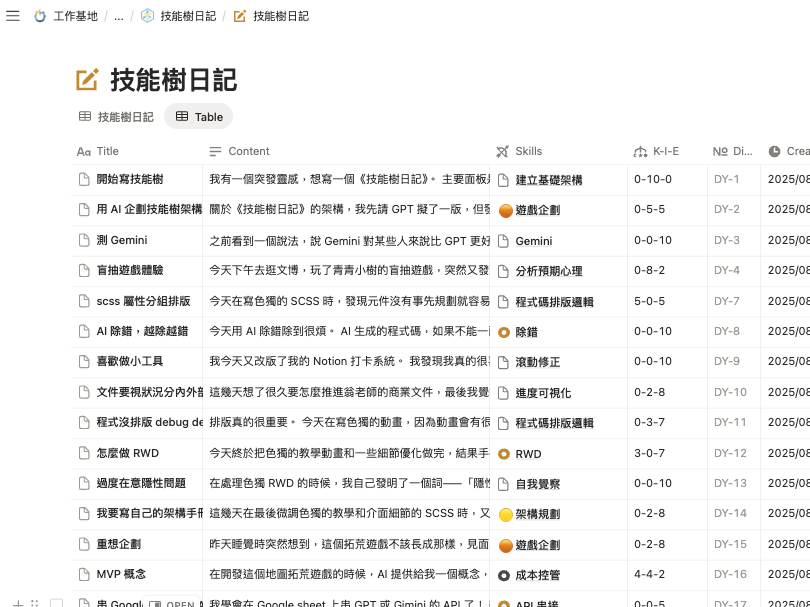 工作基地 / ... / 技能樹日記 / 技能樹日記
技能樹日記
技能樹日記 Table
Aa Title Content Skills K-I-E № Di... Crea
開始寫技能樹 我有一個突發靈感，想寫一個《技能樹日記》。 主要面板 建立基礎架構 0-10-0 DY-1 2025/08
用 AI 企劃技能樹架構 關於《技能樹日記》的架構，我先請 GPT 擬了一版，但 遊戲企劃 0-5-5 DY-2 2025/08
測 Gemini 之前看到一個說法，說 Gemini 對某些人來說比 GPT 更好 Gemini 0-0-10 DY-3 2025/08
盲抽遊戲體驗 今天下午去逛文博，玩了青青小樹的盲抽遊戲，突然又發 分析預期心理 0-8-2 DY-4 2025/08
scss 屬性分組排版 今天在寫色獨的 SCSS 時，發現元件沒有事先規劃就容易 程式碼排版邏輯 5-0-5 DY-7 2025/08
AI 除錯，越除越錯 今天用 AI 除錯除到很煩。 AI 生成的程式碼，如果不能一 除錯 0-0-10 DY-8 2025/08
喜歡做小工具 我今天又改版了我的 Notion 打卡系統。 我發現我真的很 滾動修正 0-0-10 DY-9 2025/08
文件要視狀況分內外部 這幾天想了很久要怎麼推進翁老師的商業文件，最後我覺 進度可視化 0-2-8 DY-10 2025/08
程式沒排版 debug de 排版真的很重要。 今天在寫色獨的動畫，因為動畫會有很 程式碼排版邏輯 0-3-7 DY-11 2025/08
怎麼做 RWD 今天終於把色獨的教學動畫和一些細節優化做完，結果手 RWD 3-0-7 DY-12 2025/08
過度在意隱性問題 在處理色獨 RWD 的時候，我自己發明了一個詞——「隱性 自我覺察 0-0-10 DY-13 2025/08
我要寫自己的架構手冊 這幾天在最後微調色獨的教學和介面細節的 SCSS 時，又 架構規劃 0-2-8 DY-14 2025/08
重想企劃 昨天睡覺時突然想到，這個拓荒遊戲不該長成那樣，見面 遊戲企劃 0-2-8 DY-15 2025/08
MVP 概念 在開發這個地圖拓荒遊戲的時候，AI 提供給我一個概念， 成本控管 4-4-2 DY-16 2025/08
串 Googl OPEN 我學會在 Google sheet 上串 GPT 或 Gimini 的 API 了！ API 串接 0-0-5 DY-17 2025/08